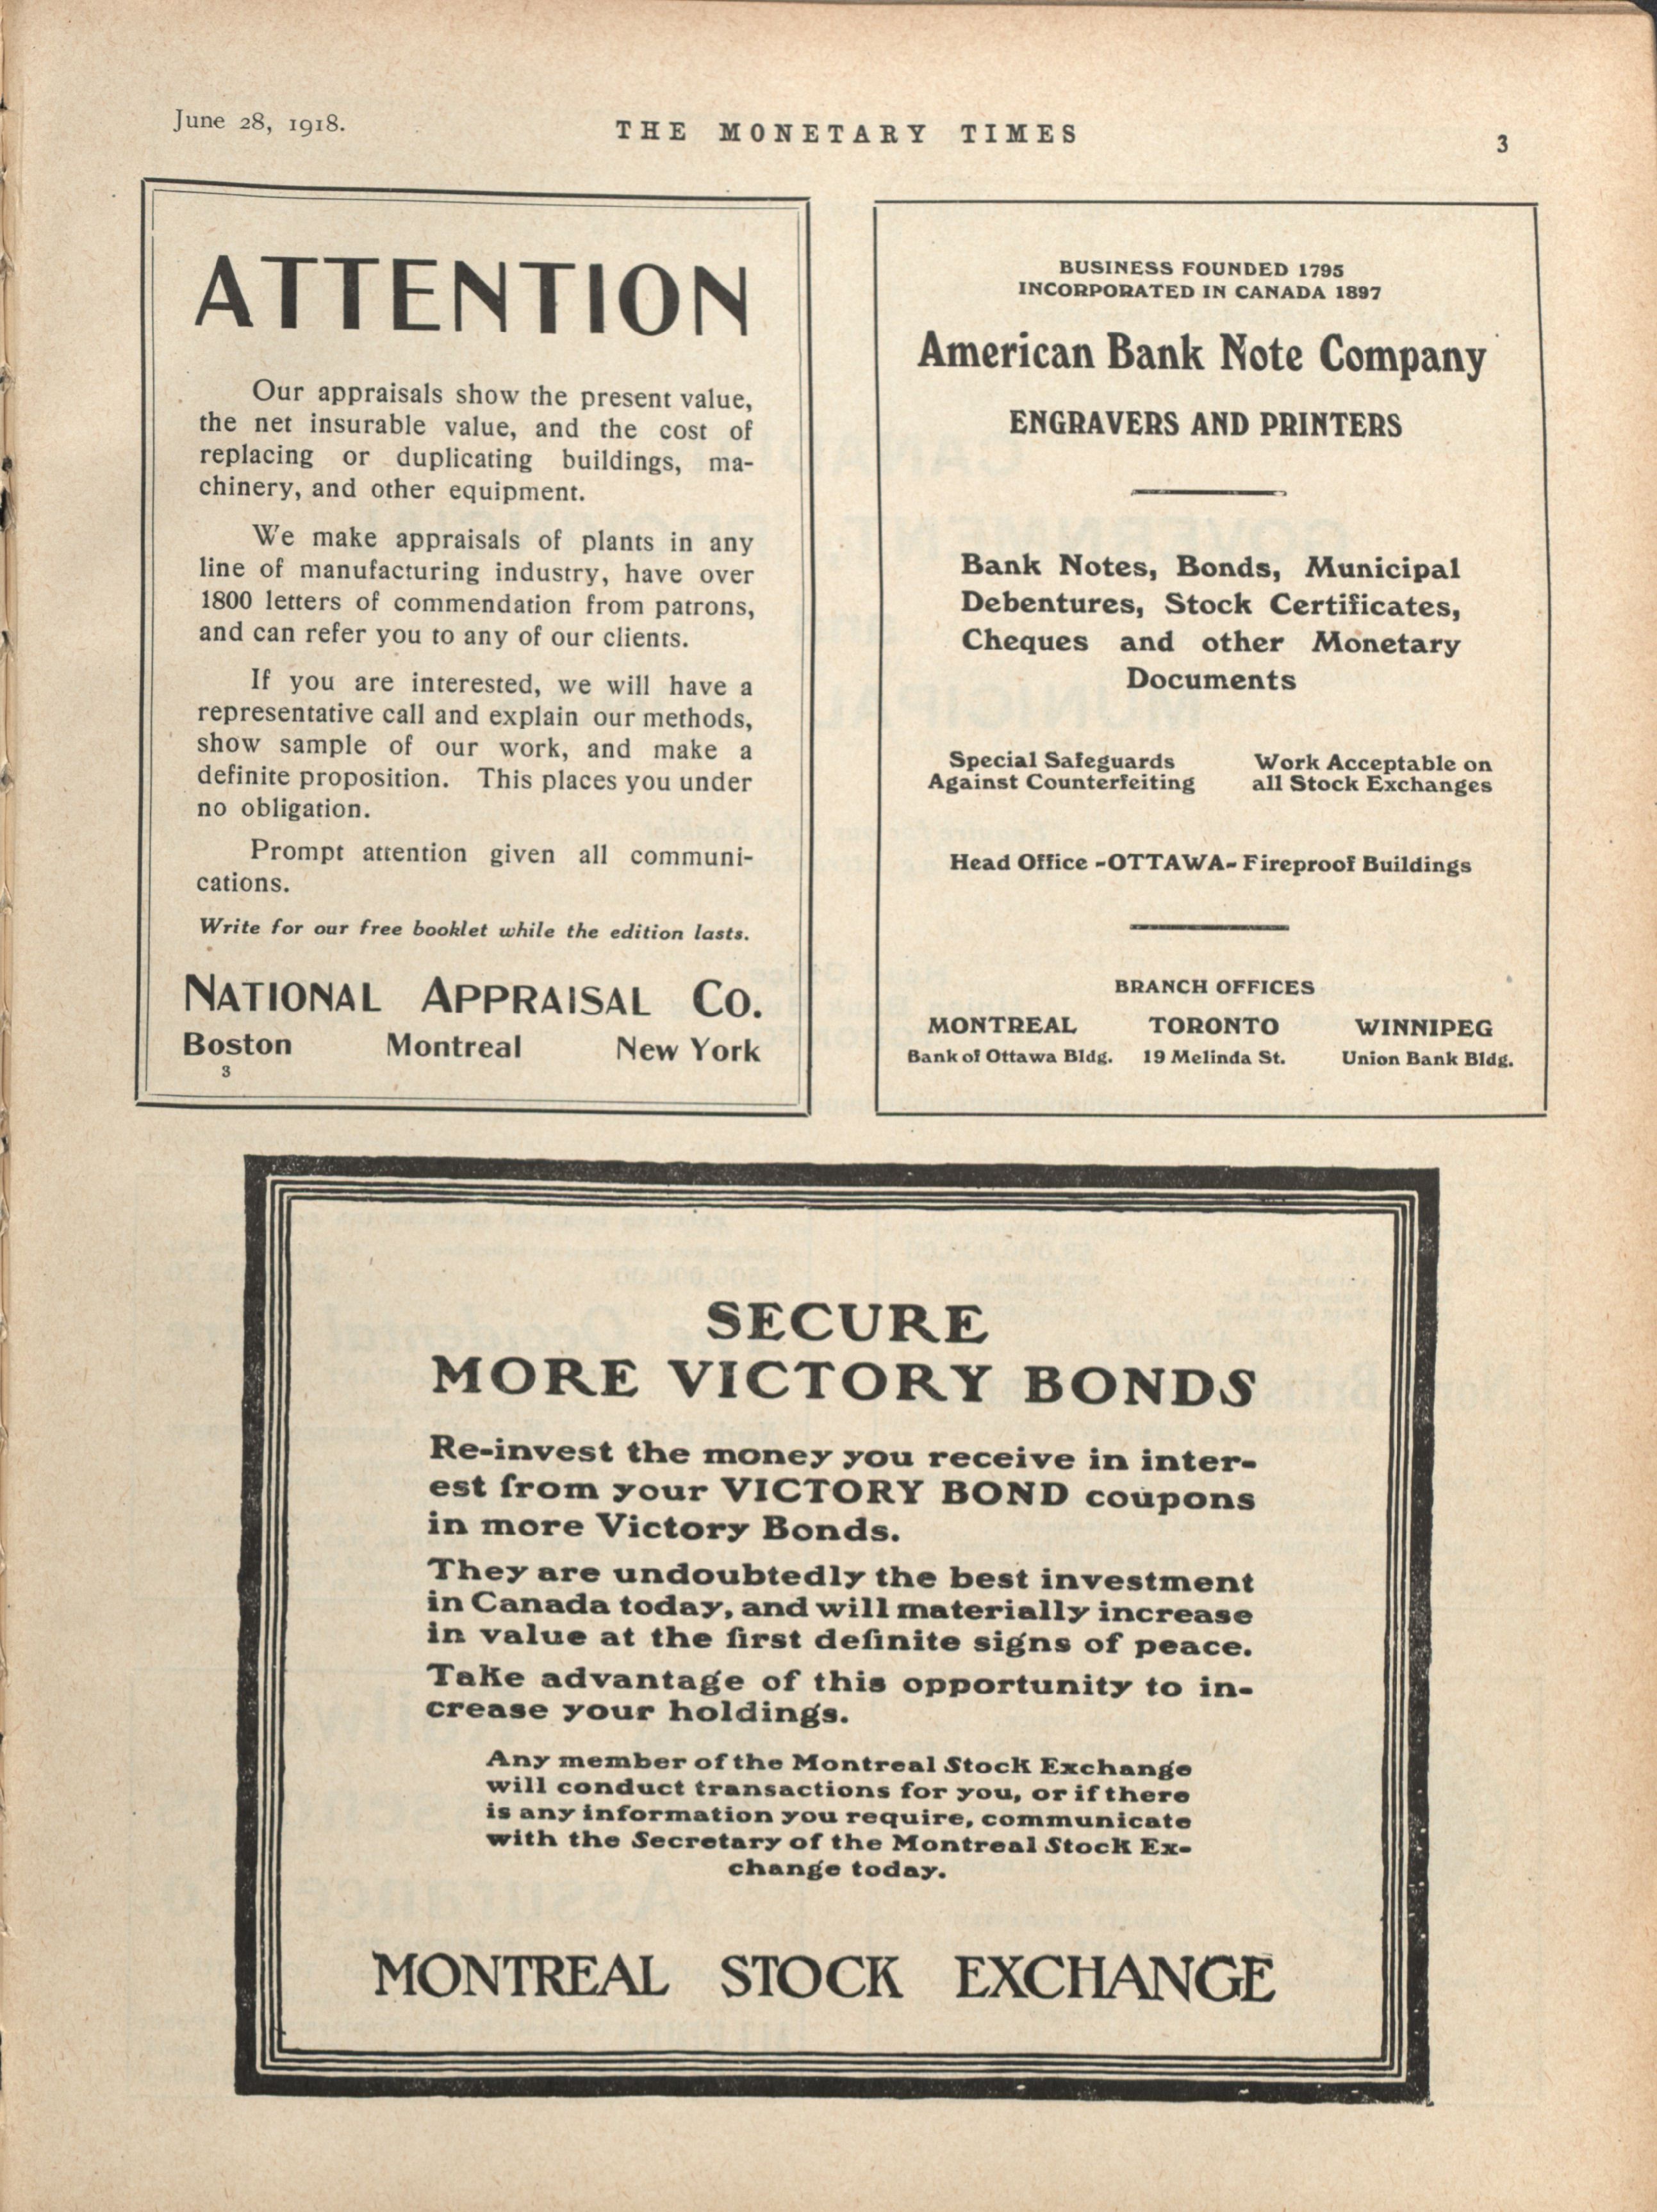 June 28, 1918.
THE MONETARY TIMES
3
ATTENTION
Our appraisals show the present value,
the net insurable value, and the cost of
replacing or duplicating buildings, ma-
chinery, and other equipment.
We make appraisals of plants in any
line of manufacturing industry, have over
1800 letters of commendation from patrons,
and can refer you to any of our clients.
If you are interested, we will have a
representative call and explain our methods,
show sample of our work, and make a
definite proposition. This places you under
no obligation.
Prompt attention given all communi-
cations.
Write for our free booklet while the edition lasts.
NATIONAL APPRAISAL CO.
Boston Montreal New York
3
BUSINESS FOUNDED 1795
INCORPORATED IN CANADA 1897
American Bank Note Company
ENGRAVERS AND PRINTERS
Bank Notes, Bonds, Municipal
Debentures, Stock Certificates,
Cheques and other Monetary
Documents
Special Safeguards
Against Counterfeiting
Work Acceptable on
all Stock Exchanges
Head Office -OTTAWA- Fireproof Buildings
BRANCH OFFICES
MONTREAL TORONTO WINNIPEG
Bank of Ottawa Bldg. 19 Melinda St. Union Bank Bldg.
SECURE
MORE VICTORY BONDS
Re-invest the money you receive in inter-
est from your VICTORY BOND coupons
in more Victory Bonds.
They are undoubtedly the best investment
in Canada today, and will materially increase
in value at the first definite signs of peace.
Take advantage of this opportunity to in-
crease your holdings.
Any member of the Montreal Stock Exchange
will conduct transactions for you, or if there
is any information you require, communicate
with the Secretary of the Montreal Stock Ex-
change today.
MONTREAL STOCK EXCHANGE